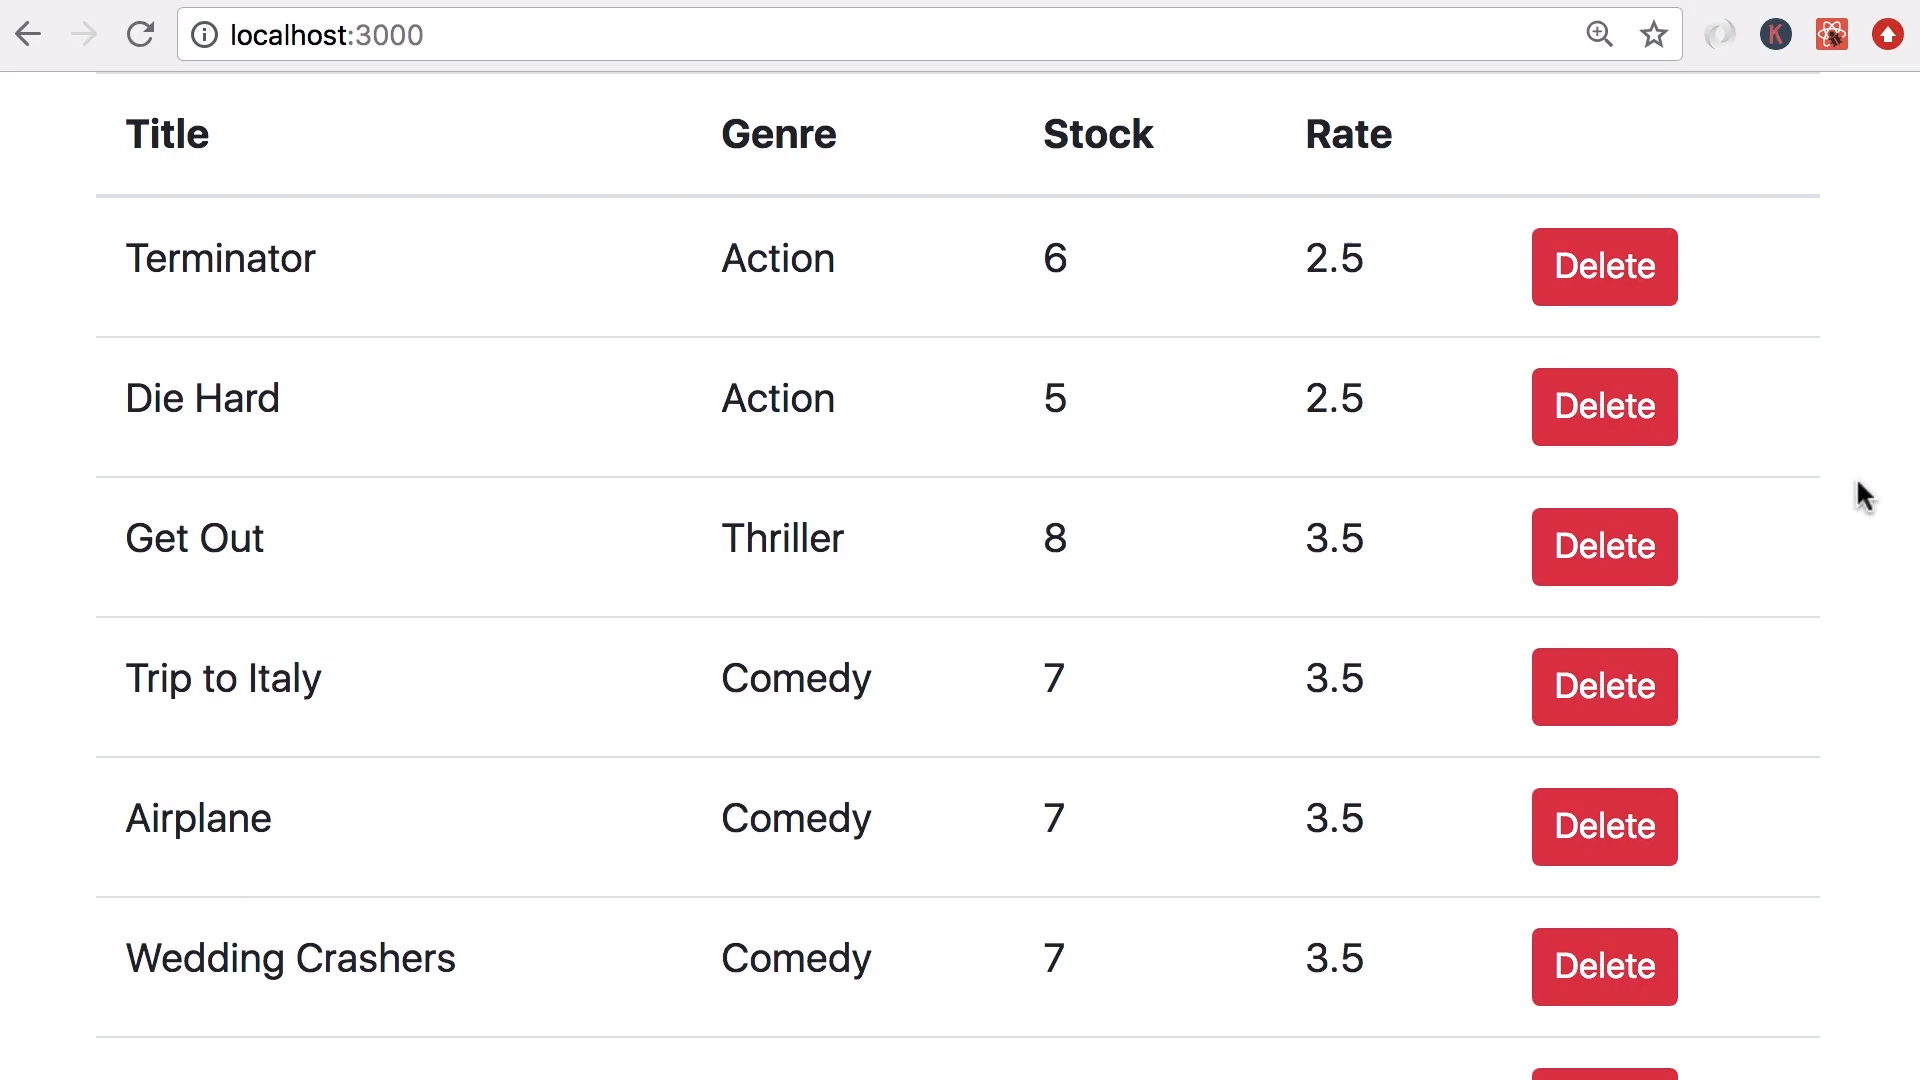 localhost:3000
K
Title Genre Stock Rate
Terminator Action 6 2.5 Delete
Die Hard Action 5 2.5 Delete
Get Out Thriller 8 3.5 Delete
Trip to Italy Comedy 7 3.5 Delete
Airplane Comedy 7 3.5 Delete
Wedding Crashers Comedy 7 3.5 Delete